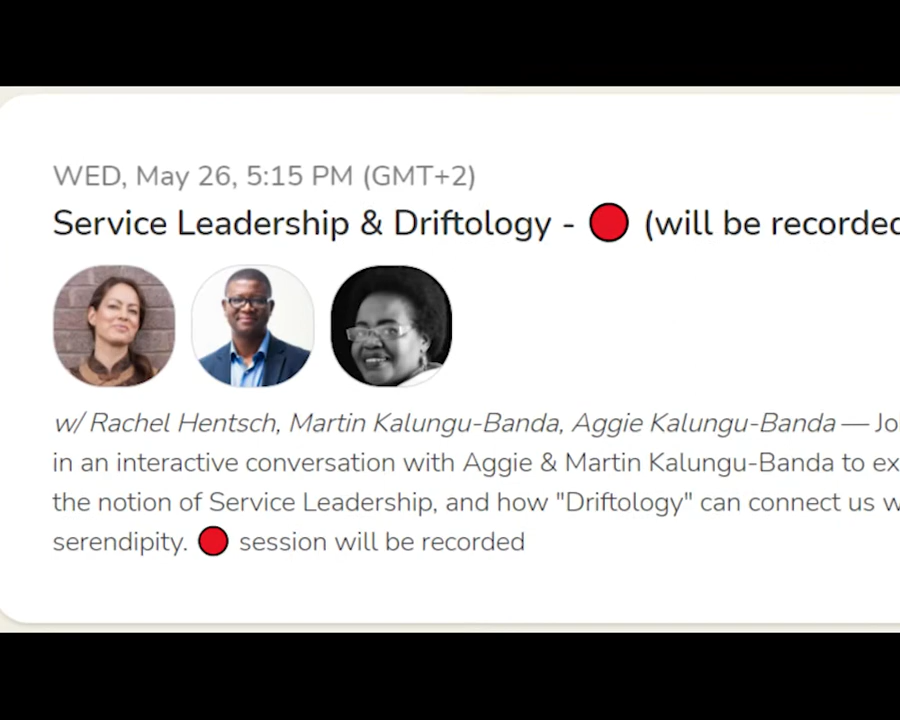 WED, May 26, 5:15 PM (GMT+2)
Service Leadership & Driftology - 🔴 (will be recorded
w/ Rachel Hentsch, Martin Kalungu-Banda, Aggie Kalungu-Banda —
in an interactive conversation with Aggie & Martin Kalungu-Banda to
the notion of Service Leadership, and how "Driftology" can connect us
serendipity. 🔴 session will be recorded